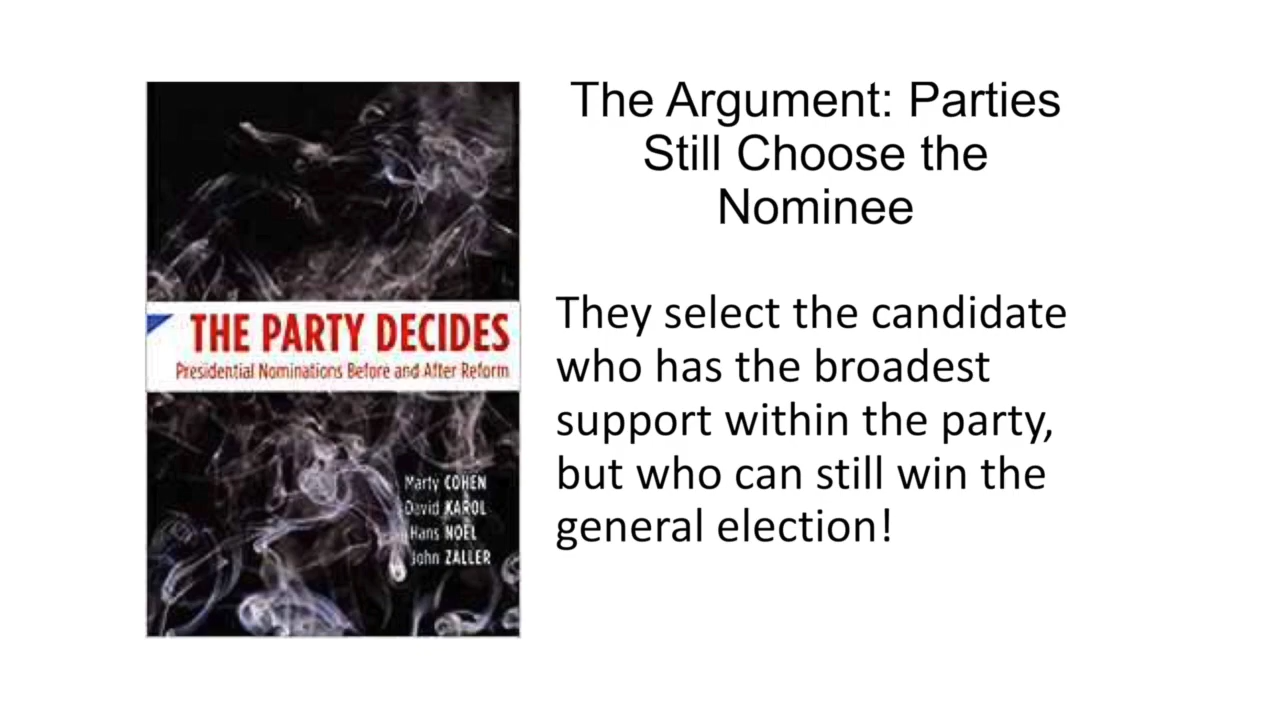 THE PARTY DECIDES
Presidential Nominations Before and After Reform
Marty COHEN
David KAROL
Hans NOEL
John ZALLER
The Argument: Parties
Still Choose the
Nominee
They select the candidate
who has the broadest
support within the party,
but who can still win the
general election!